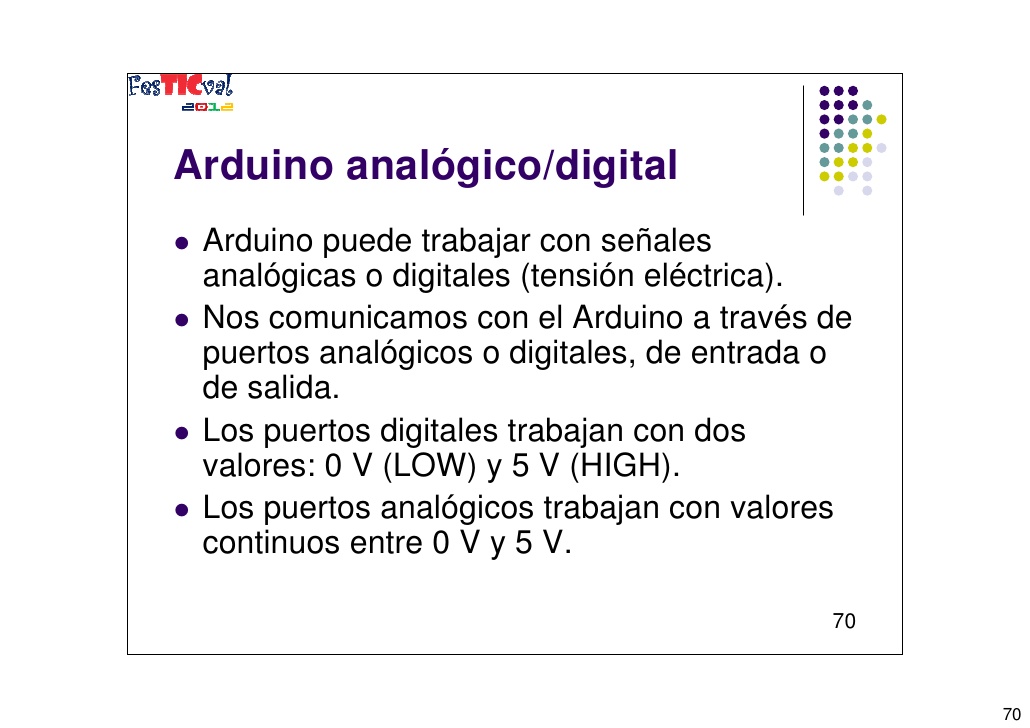 FesTICval
2012
Arduino analógico/digital
● Arduino puede trabajar con señales
analógicas o digitales (tensión eléctrica).
● Nos comunicamos con el Arduino a través de
puertos analógicos o digitales, de entrada o
de salida.
● Los puertos digitales trabajan con dos
valores: 0 V (LOW) y 5 V (HIGH).
● Los puertos analógicos trabajan con valores
continuos entre 0 V y 5 V.
70
70